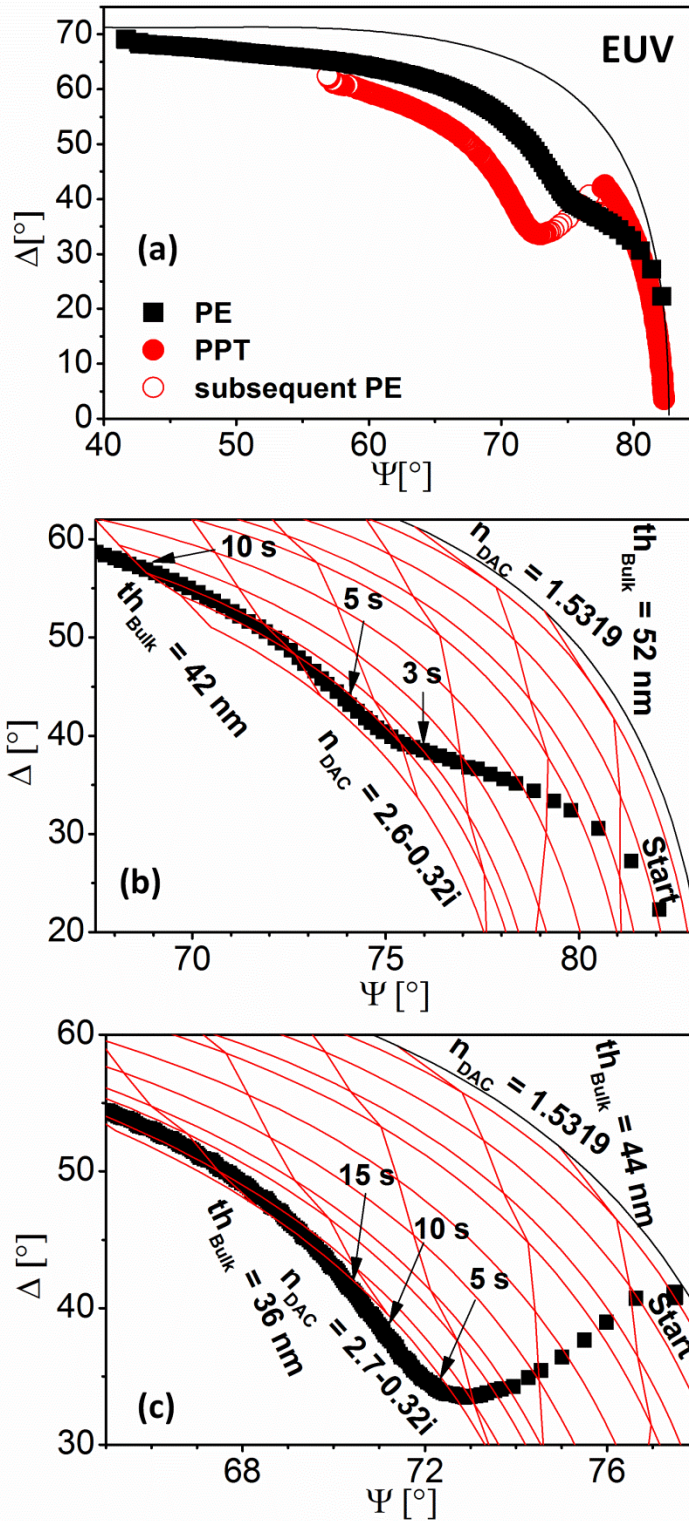 EUV
70
60
50
40
30
20
10
0
Δ[°]
(a)
PE
PPT
subsequent PE
40 50 60 70 80
Ψ[°]
60
50
40
30
20
Δ [°]
10 s
5 s
3 s
th_Bulk = 42 nm
n_DAC = 2.6-0.32i
n_DAC = 1.5319
th_Bulk = 52 nm
Start
(b)
70 75 80
Ψ [°]
60
50
40
30
Δ [°]
15 s
10 s
5 s
th_Bulk = 36 nm
n_DAC = 2.7-0.32i
n_DAC = 1.5319
th_Bulk = 44 nm
Start
(c)
68 72 76
Ψ [°]